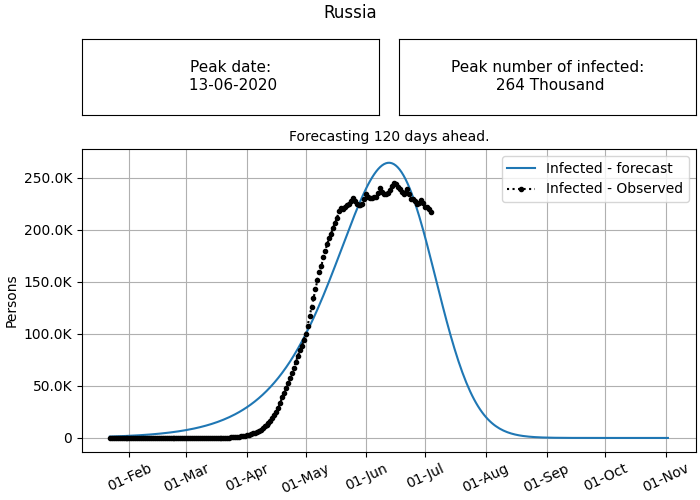 Russia
Peak date:
13-06-2020
Peak number of infected:
264 Thousand
Forecasting 120 days ahead.
Infected - forecast
Infected - Observed
Persons
250.0K
200.0K
150.0K
100.0K
50.0K
0
01-Feb
01-Mar
01-Apr
01-May
01-Jun
01-Jul
01-Aug
01-Sep
01-Oct
01-Nov